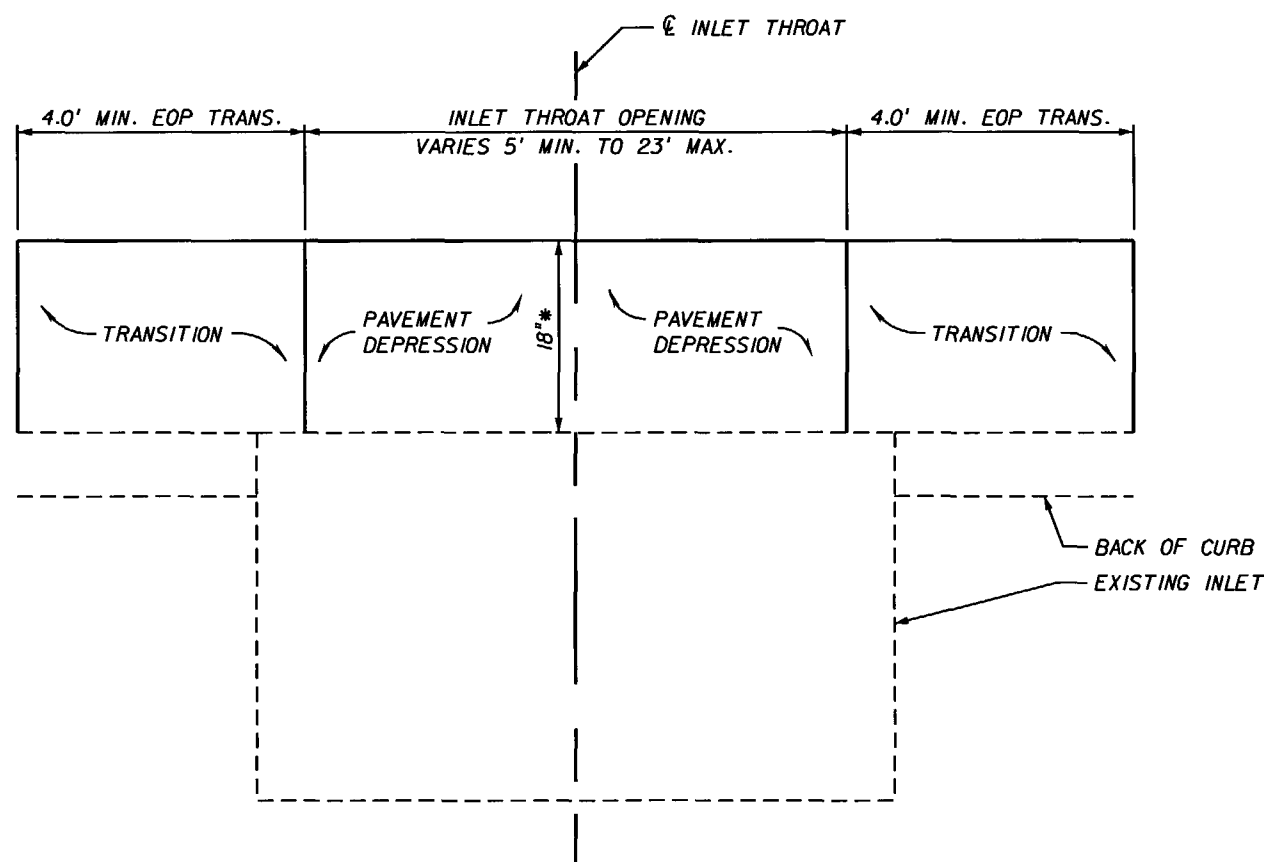 ℄ INLET THROAT
4.0' MIN. EOP TRANS.
INLET THROAT OPENING
VARIES 5' MIN. TO 23' MAX.
4.0' MIN. EOP TRANS.
TRANSITION
PAVEMENT
DEPRESSION
18"*
PAVEMENT
DEPRESSION
TRANSITION
BACK OF CURB
EXISTING INLET